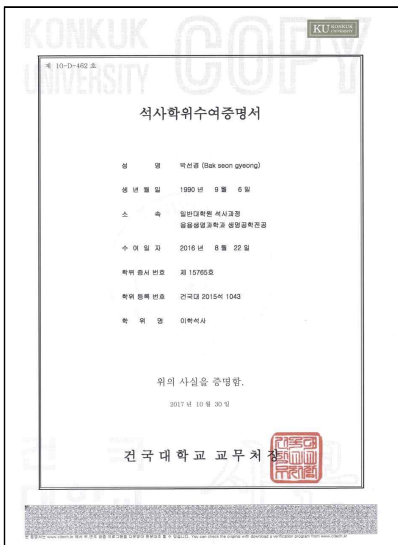 KONKUK
UNIVERSITY
COPY
KU KONKUK UNIVERSITY
제 10-D-462 호
석사학위수여증명서
성 명 박선경 (Bak seon gyeong)
생 년 월 일 1990 년 9 월 6 일
소 속 일반대학원 석사과정
응용생명과학과 생명공학전공
수 여 일 자 2016 년 8 월 22 일
학위 증서 번호 제 15765호
학위 등록 번호 건국대 2015석 1043
학 위 명 이학석사
위의 사실을 증명함.
2017 년 10 월 30 일
건국대학교 교무처장